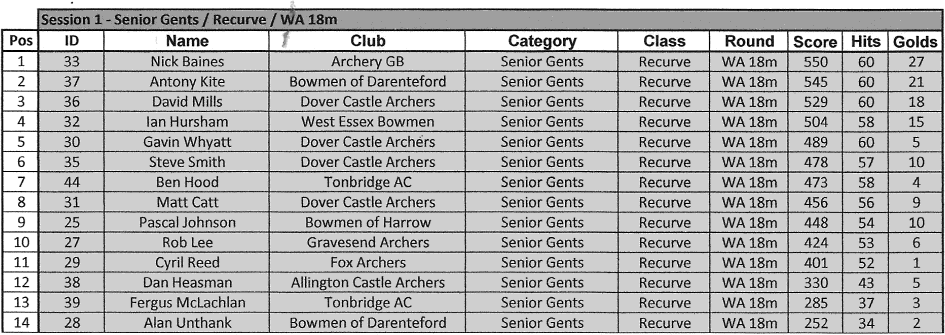 Session 1 - Senior Gents / Recurve / WA 18m
Pos ID Name Club Category Class Round Score Hits Golds
1 33 Nick Baines Archery GB Senior Gents Recurve WA 18m 550 60 27
2 37 Antony Kite Bowmen of Darenteford Senior Gents Recurve WA 18m 545 60 21
3 36 David Mills Dover Castle Archers Senior Gents Recurve WA 18m 529 60 18
4 32 Ian Hursham West Essex Bowmen Senior Gents Recurve WA 18m 504 58 15
5 30 Gavin Whyatt Dover Castle Archers Senior Gents Recurve WA 18m 489 60 5
6 35 Steve Smith Dover Castle Archers Senior Gents Recurve WA 18m 478 57 10
7 44 Ben Hood Tonbridge AC Senior Gents Recurve WA 18m 473 58 4
8 31 Matt Catt Dover Castle Archers Senior Gents Recurve WA 18m 456 56 9
9 25 Pascal Johnson Bowmen of Harrow Senior Gents Recurve WA 18m 448 54 10
10 27 Rob Lee Gravesend Archers Senior Gents Recurve WA 18m 424 53 6
11 29 Cyril Reed Fox Archers Senior Gents Recurve WA 18m 401 52 1
12 38 Dan Heasman Allington Castle Archers Senior Gents Recurve WA 18m 330 43 5
13 39 Fergus McLachlan Tonbridge AC Senior Gents Recurve WA 18m 285 37 3
14 28 Alan Unthank Bowmen of Darenteford Senior Gents Recurve WA 18m 252 34 2